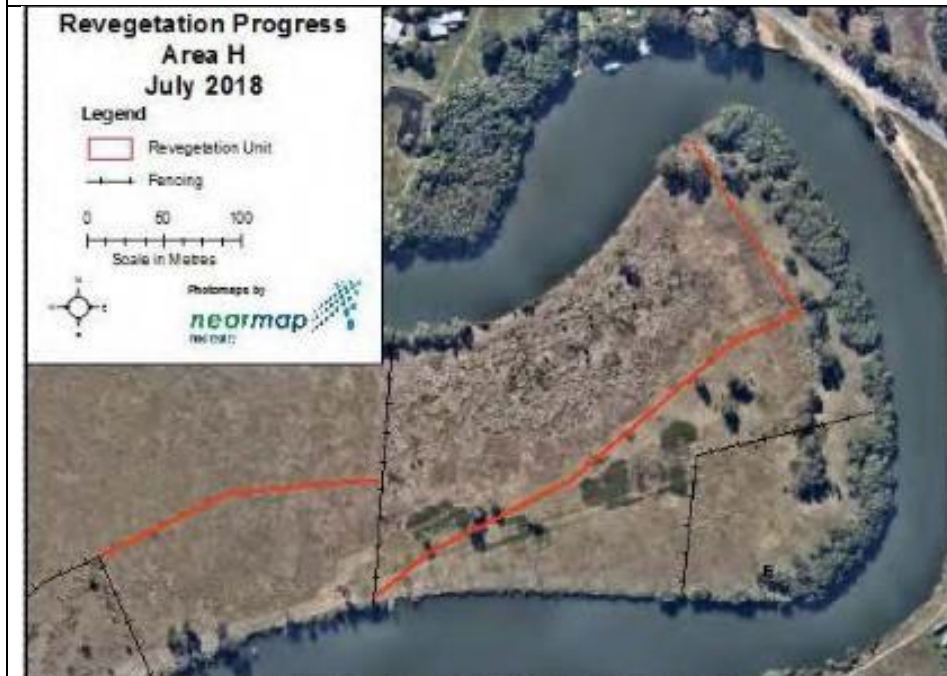 Revegetation Progress
Area H
July 2018
Legend
Revegetation Unit
Fencing
0 50 100
Scale in Metres
Photomaps by
nearmap
E